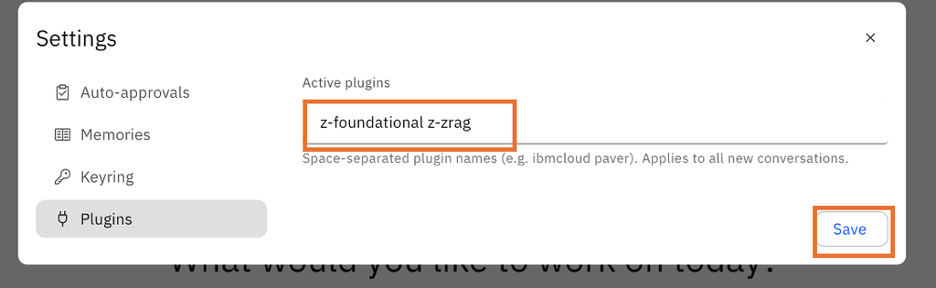 Settings
Auto-approvals
Memories
Keyring
Plugins
Active plugins
z-foundational z-zrag
Space-separated plugin names (e.g. ibmcloud paver). Applies to all new conversations.
Save
What would you like to work on today?